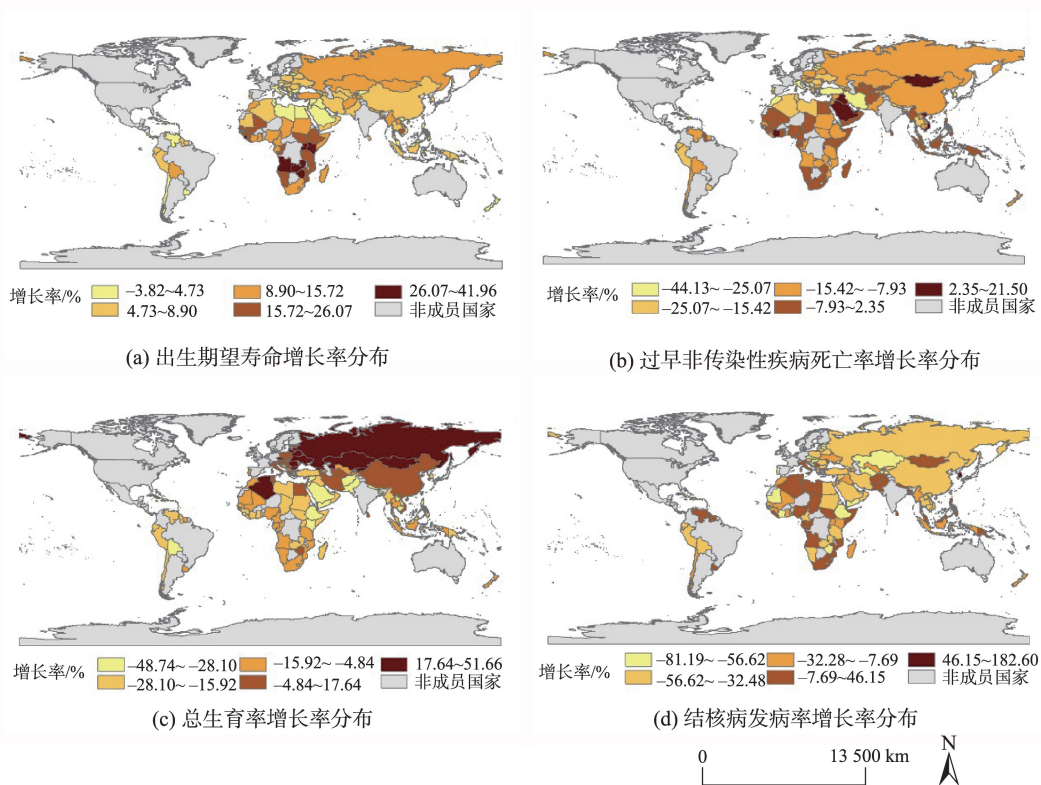 增长率/% −3.82~4.73 8.90~15.72 26.07~41.96
4.73~8.90 15.72~26.07 非成员国家
(a) 出生期望寿命增长率分布
增长率/% −44.13~ −25.07 −15.42~ −7.93 2.35~21.50
−25.07~ −15.42 −7.93~2.35 非成员国家
(b) 过早非传染性疾病死亡率增长率分布
增长率/% −48.74~ −28.10 −15.92~ −4.84 17.64~51.66
−28.10~ −15.92 −4.84~17.64 非成员国家
(c) 总生育率增长率分布
增长率/% −81.19~ −56.62 −32.28~ −7.69 46.15~182.60
−56.62~ −32.48 −7.69~46.15 非成员国家
(d) 结核病发病率增长率分布
0 13 500 km
N